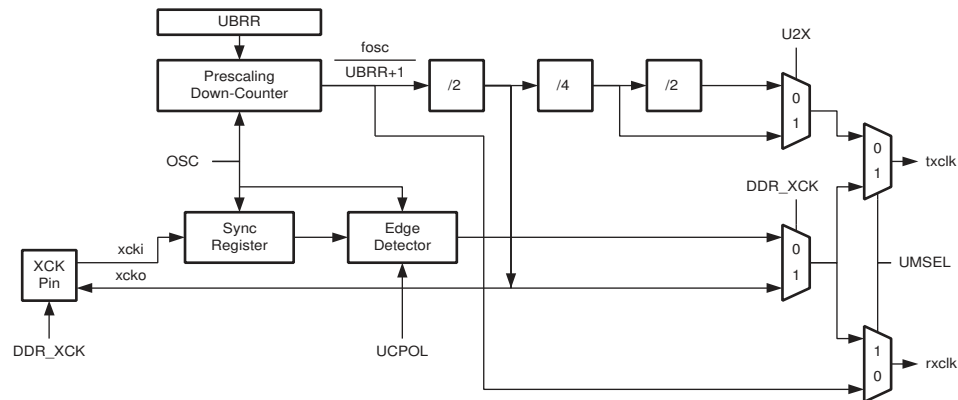 UBRR
fosc
U2X
Prescaling
Down-Counter
UBRR+1
/2
/4
/2
0
1
OSC
0
1
txclk
DDR_XCK
Sync
Register
Edge
Detector
xcki
0
1
XCK
Pin
xcko
UMSEL
DDR_XCK
UCPOL
1
0
rxclk